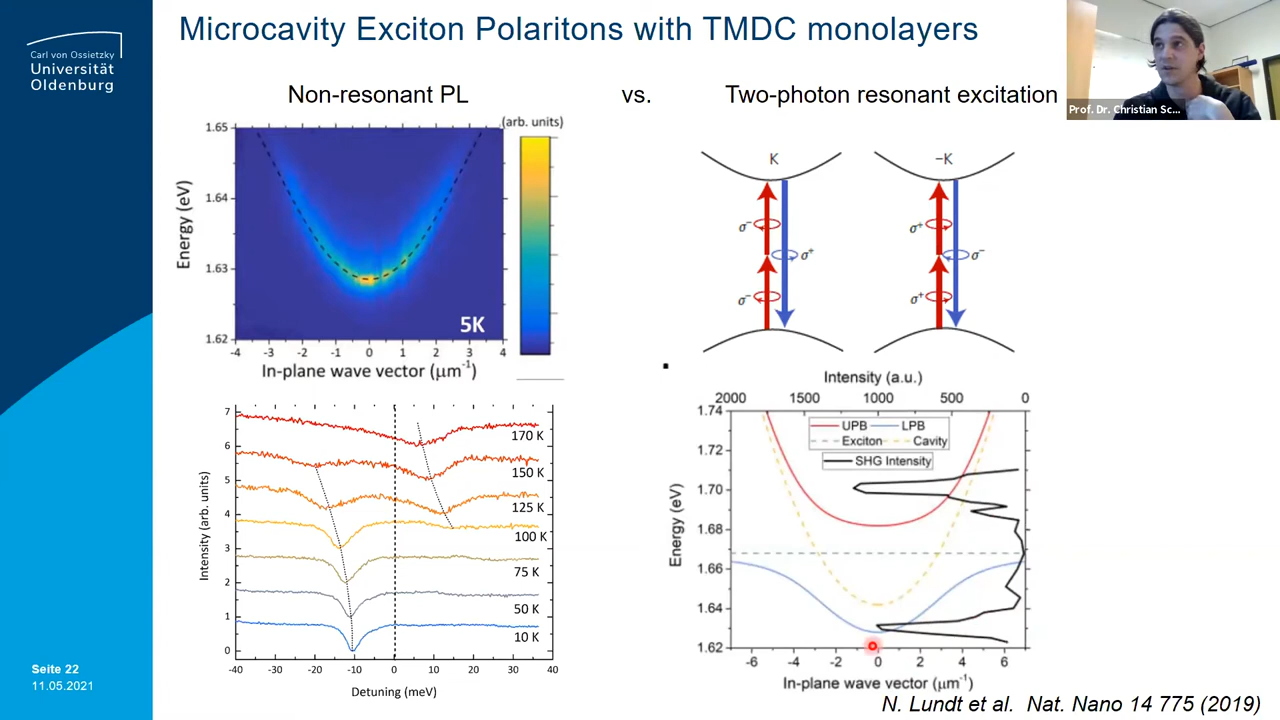 Microcavity Exciton Polaritons with TMDC monolayers
Carl von Ossietzky
Universität
Oldenburg
Prof. Dr. Christian Sc...
Non-resonant PL
vs.
Two-photon resonant excitation
(arb. units)
Energy (eV)
1.65
1.64
1.63
1.62
5K
-4 -3 -2 -1 0 1 2 3 4
In-plane wave vector (μm⁻¹)
K
-K
σ⁻
σ⁺
σ⁻
σ⁺
σ⁻
σ⁺
Intensity (arb. units)
7
6
5
4
3
2
1
0
170 K
150 K
125 K
100 K
75 K
50 K
10 K
-40 -30 -20 -10 0 10 20 30 40
Detuning (meV)
Intensity (a.u.)
2000 1500 1000 500 0
Energy (eV)
1.74
1.72
1.70
1.68
1.66
1.64
1.62
UPB LPB
Exciton Cavity
SHG Intensity
-6 -4 -2 0 2 4 6
In-plane wave vector (μm⁻¹)
N. Lundt et al. Nat. Nano 14 775 (2019)
Seite 22
11.05.2021